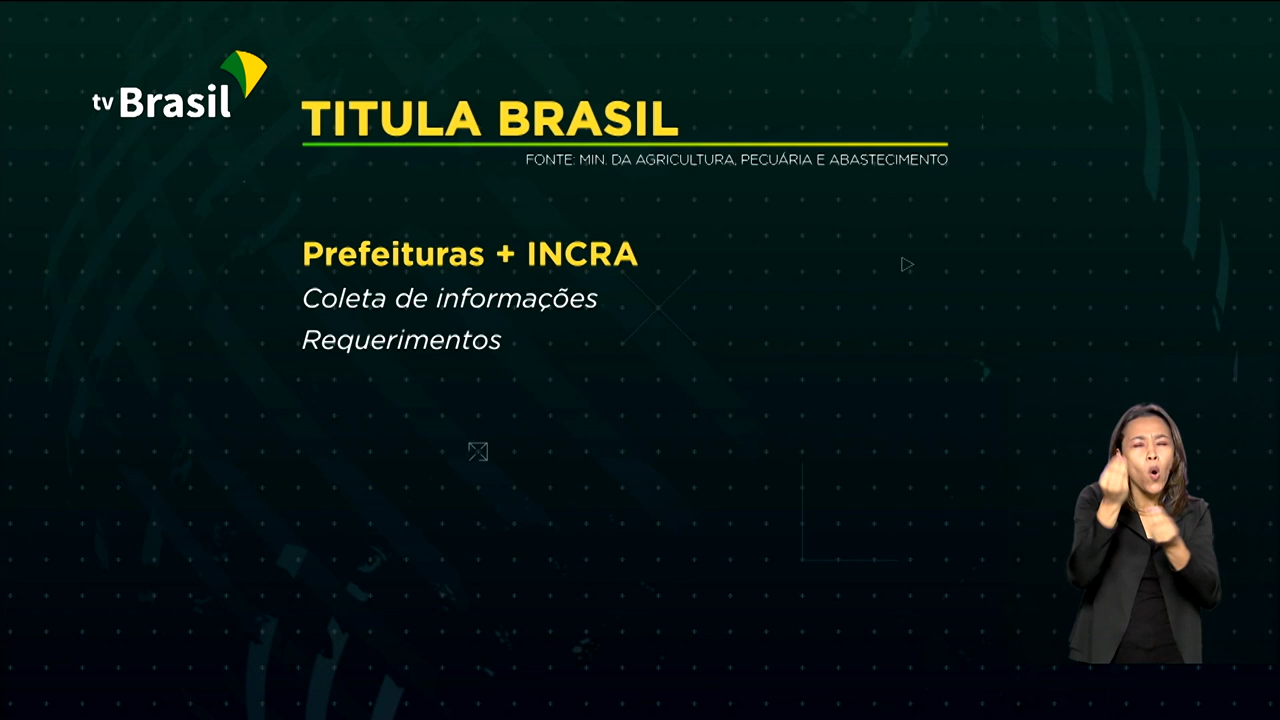 tv Brasil
TITULA BRASIL
FONTE: MIN. DA AGRICULTURA, PECUÁRIA E ABASTECIMENTO
Prefeituras + INCRA
Coleta de informações
Requerimentos